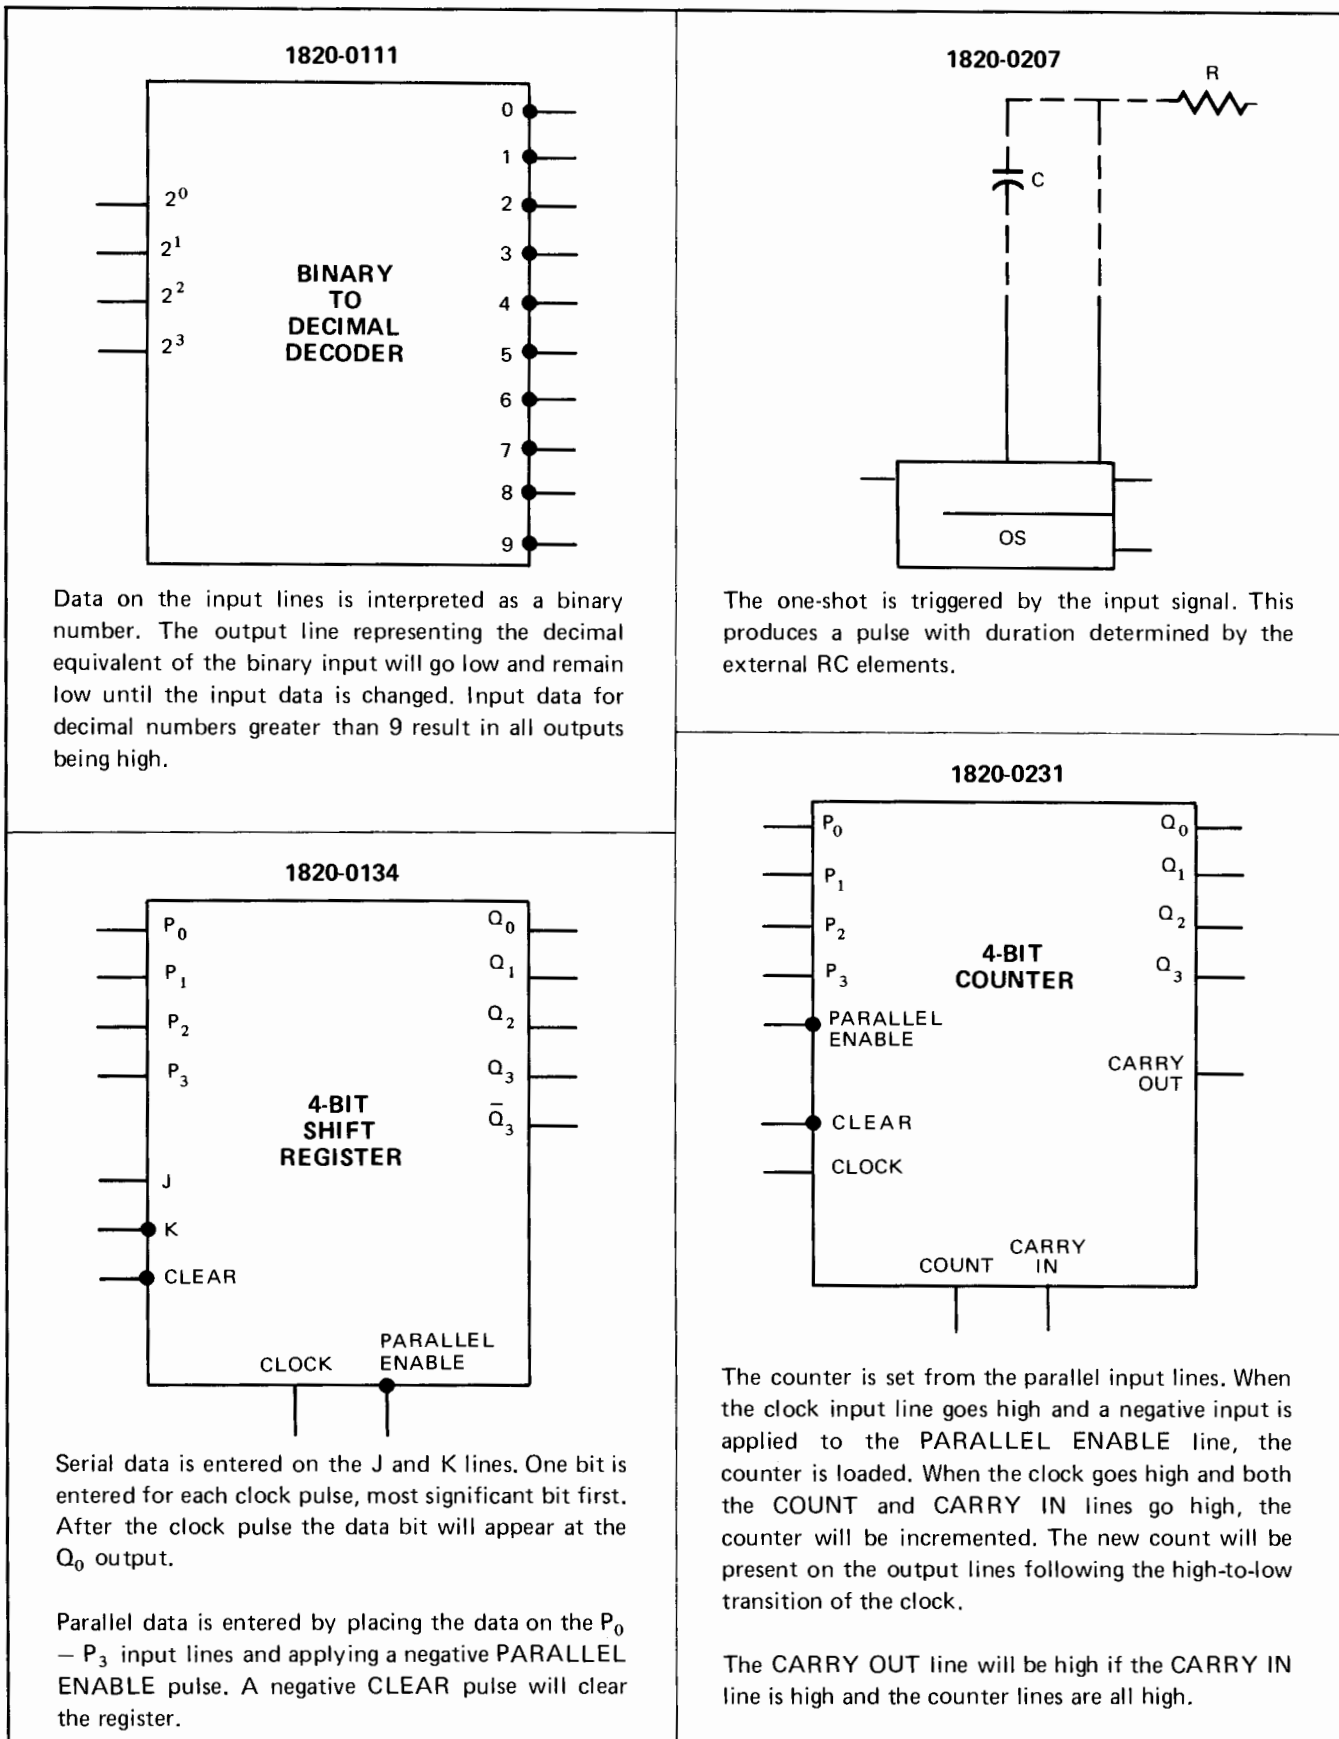 1820-0111
0
1
2
3
4
5
6
7
8
9
2⁰
2¹
2²
2³
BINARY
TO
DECIMAL
DECODER
Data on the input lines is interpreted as a binary
number. The output line representing the decimal
equivalent of the binary input will go low and remain
low until the input data is changed. Input data for
decimal numbers greater than 9 result in all outputs
being high.
1820-0134
P₀
P₁
P₂
P₃
J
K
CLEAR
Q₀
Q₁
Q₂
Q₃
Q̅₃
4-BIT
SHIFT
REGISTER
CLOCK
PARALLEL
ENABLE
Serial data is entered on the J and K lines. One bit is
entered for each clock pulse, most significant bit first.
After the clock pulse the data bit will appear at the
Q₀ output.
Parallel data is entered by placing the data on the P₀
– P₃ input lines and applying a negative PARALLEL
ENABLE pulse. A negative CLEAR pulse will clear
the register.
1820-0207
R
C
OS
The one-shot is triggered by the input signal. This
produces a pulse with duration determined by the
external RC elements.
1820-0231
P₀
P₁
P₂
P₃
PARALLEL
ENABLE
CLEAR
CLOCK
Q₀
Q₁
Q₂
Q₃
4-BIT
COUNTER
CARRY
OUT
COUNT
CARRY
IN
The counter is set from the parallel input lines. When
the clock input line goes high and a negative input is
applied to the PARALLEL ENABLE line, the
counter is loaded. When the clock goes high and both
the COUNT and CARRY IN lines go high, the
counter will be incremented. The new count will be
present on the output lines following the high-to-low
transition of the clock.
The CARRY OUT line will be high if the CARRY IN
line is high and the counter lines are all high.